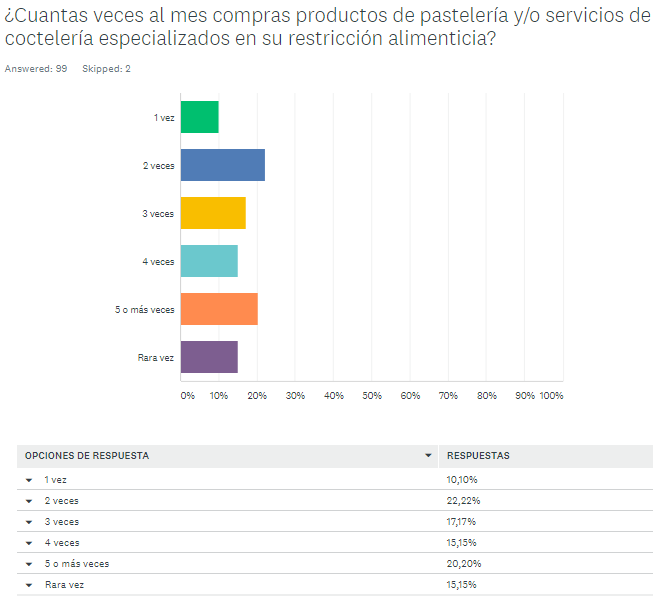 ¿Cuantas veces al mes compras productos de pastelería y/o servicios de
coctelería especializados en su restricción alimenticia?
Answered: 99 Skipped: 2
1 vez
2 veces
3 veces
4 veces
5 o más veces
Rara vez
0% 10% 20% 30% 40% 50% 60% 70% 80% 90% 100%
OPCIONES DE RESPUESTA RESPUESTAS
1 vez 10,10%
2 veces 22,22%
3 veces 17,17%
4 veces 15,15%
5 o más veces 20,20%
Rara vez 15,15%